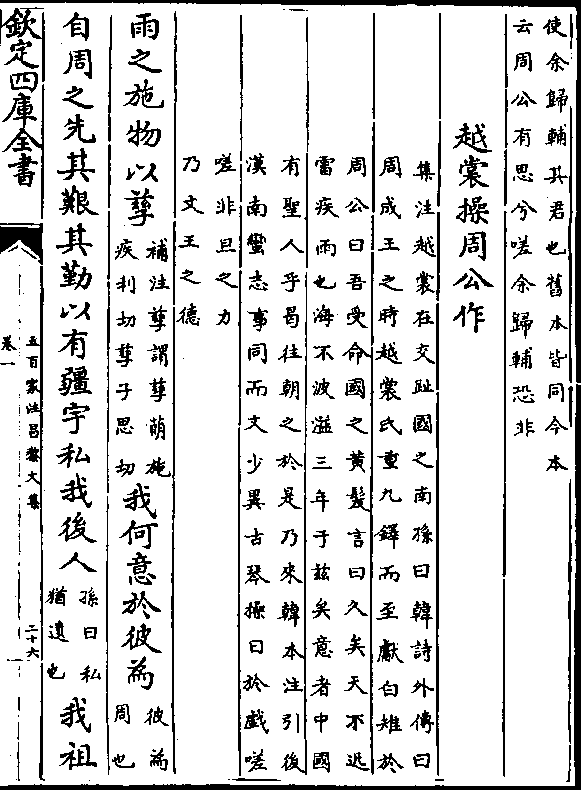 使余歸輔其君也舊本皆同今本
云周公有思兮嗟余歸輔恐非
越裳操周公作
集注越裳在交趾國之南孫曰韓詩外傳曰
周成王之時越裳氏重九鐸而至獻白雉於
周公曰吾受命國之黄髮言曰久矣天不迅
雷疾雨也海不波溢三年于兹矣意者中國
有聖人乎曷往朝之於是乃來韓本注引後
漢南蠻志事同而文少異古琴操曰於戲嗟
嗟非旦之力
乃文王之德
雨之施物以孳
補注孳謂孳萌施
疾利切孳子思切
我何意於彼為
彼為
周也
自周之先其艱其勤以有疆宇私我後人
孫曰私
猶遺也
我祖
欽定四庫全書
五百家注昌黎文集
卷一
二十六